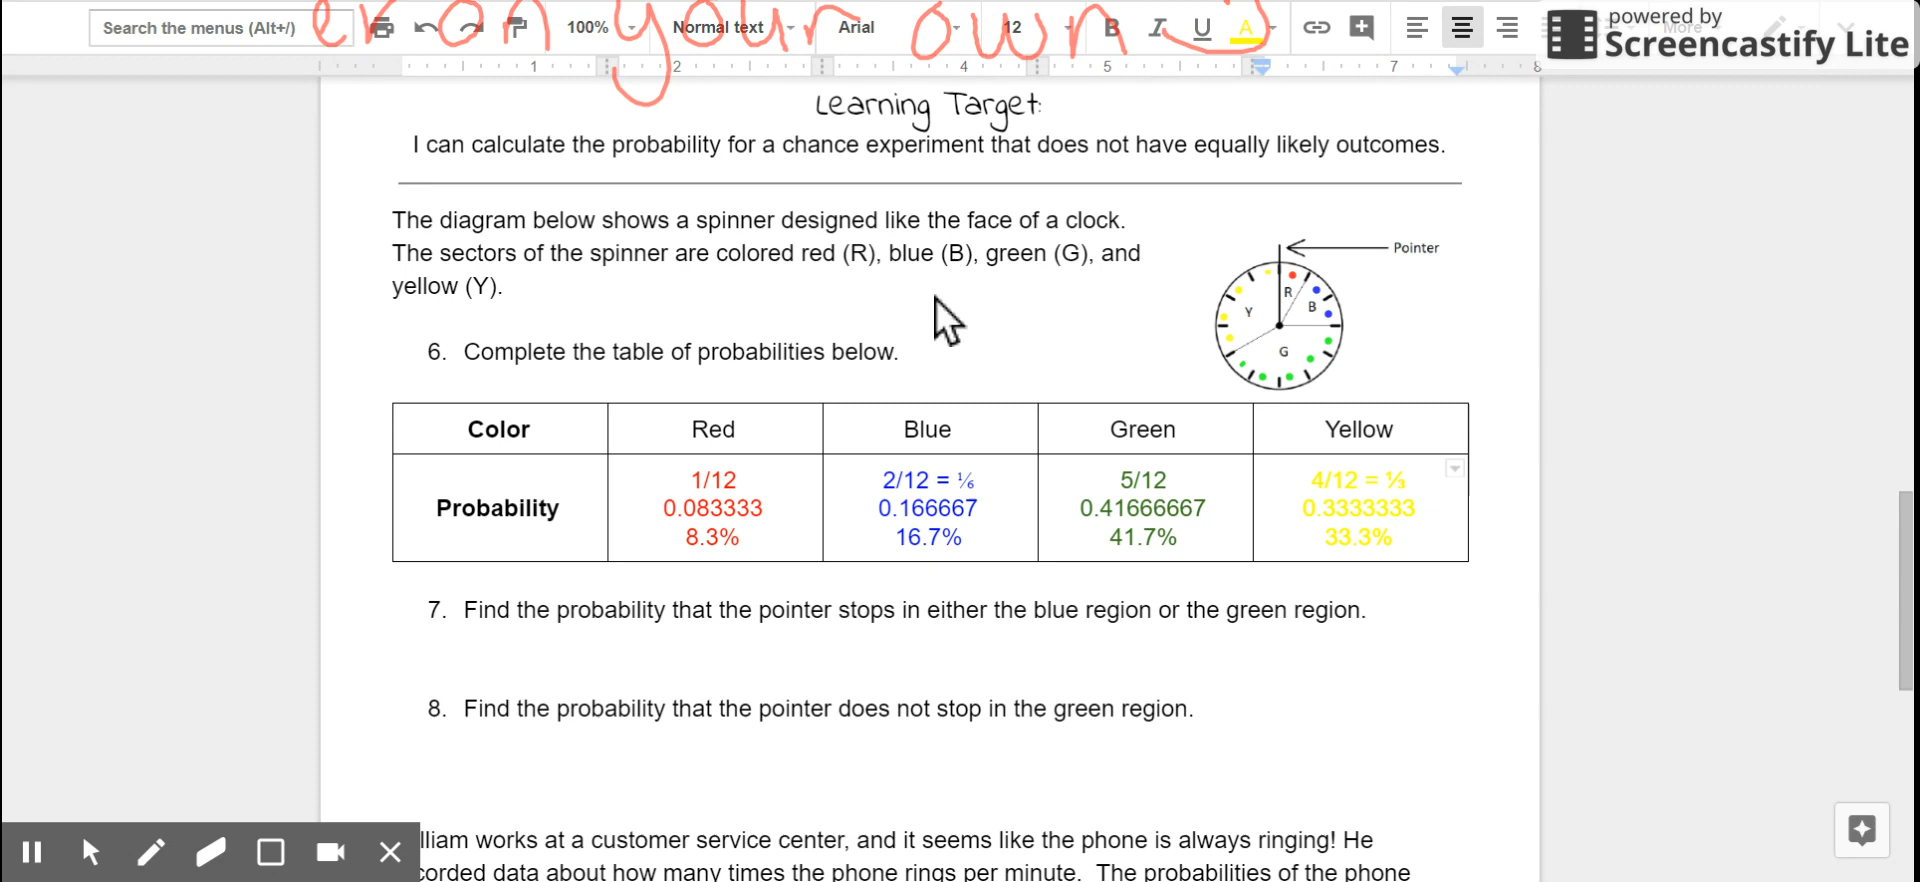 er on your own :)
Search the menus (Alt+/)
100%
Normal text
Arial
12
B I U A
More
powered by
Screencastify Lite
1 2 4 5 7 8
Learning Target:
I can calculate the probability for a chance experiment that does not have equally likely outcomes.
The diagram below shows a spinner designed like the face of a clock.
The sectors of the spinner are colored red (R), blue (B), green (G), and
yellow (Y).
Pointer
R
B
Y
G
6. Complete the table of probabilities below.
Color Red Blue Green Yellow
Probability
1/12
0.083333
8.3%
2/12 = ⅙
0.166667
16.7%
5/12
0.41666667
41.7%
4/12 = ⅓
0.3333333
33.3%
7. Find the probability that the pointer stops in either the blue region or the green region.
8. Find the probability that the pointer does not stop in the green region.
lliam works at a customer service center, and it seems like the phone is always ringing! He
corded data about how many times the phone rings per minute. The probabilities of the phone